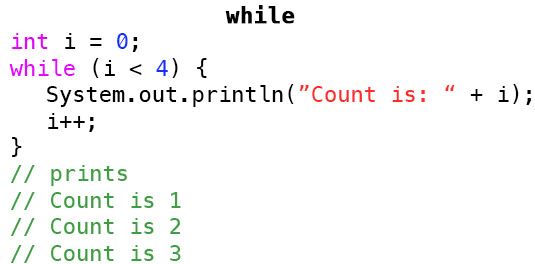 while
int i = 0;
while (i < 4) {
System.out.println(”Count is: “ + i);
i++;
}
// prints
// Count is 1
// Count is 2
// Count is 3